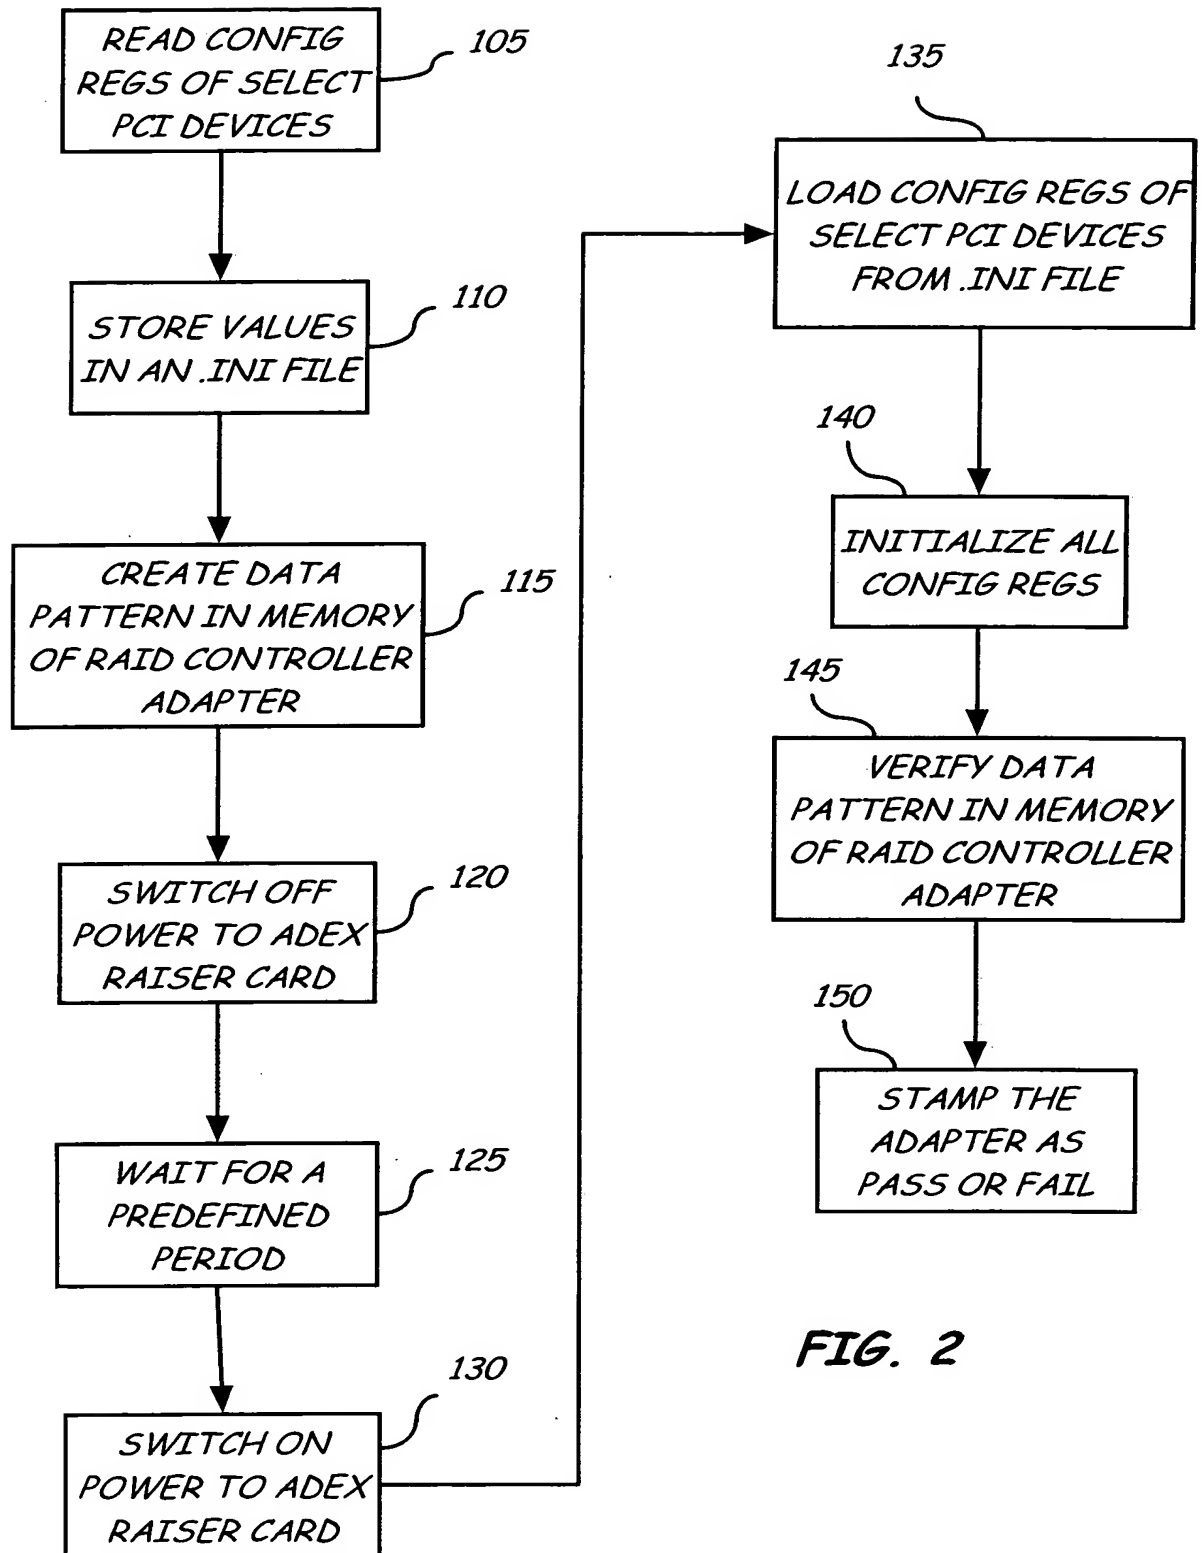 READ CONFIG
REGS OF SELECT
PCI DEVICES
105
STORE VALUES
IN AN .INI FILE
110
CREATE DATA
PATTERN IN MEMORY
OF RAID CONTROLLER
ADAPTER
115
SWITCH OFF
POWER TO ADEX
RAISER CARD
120
WAIT FOR A
PREDEFINED
PERIOD
125
SWITCH ON
POWER TO ADEX
RAISER CARD
130
135
LOAD CONFIG REGS OF
SELECT PCI DEVICES
FROM .INI FILE
140
INITIALIZE ALL
CONFIG REGS
145
VERIFY DATA
PATTERN IN MEMORY
OF RAID CONTROLLER
ADAPTER
150
STAMP THE
ADAPTER AS
PASS OR FAIL
FIG. 2